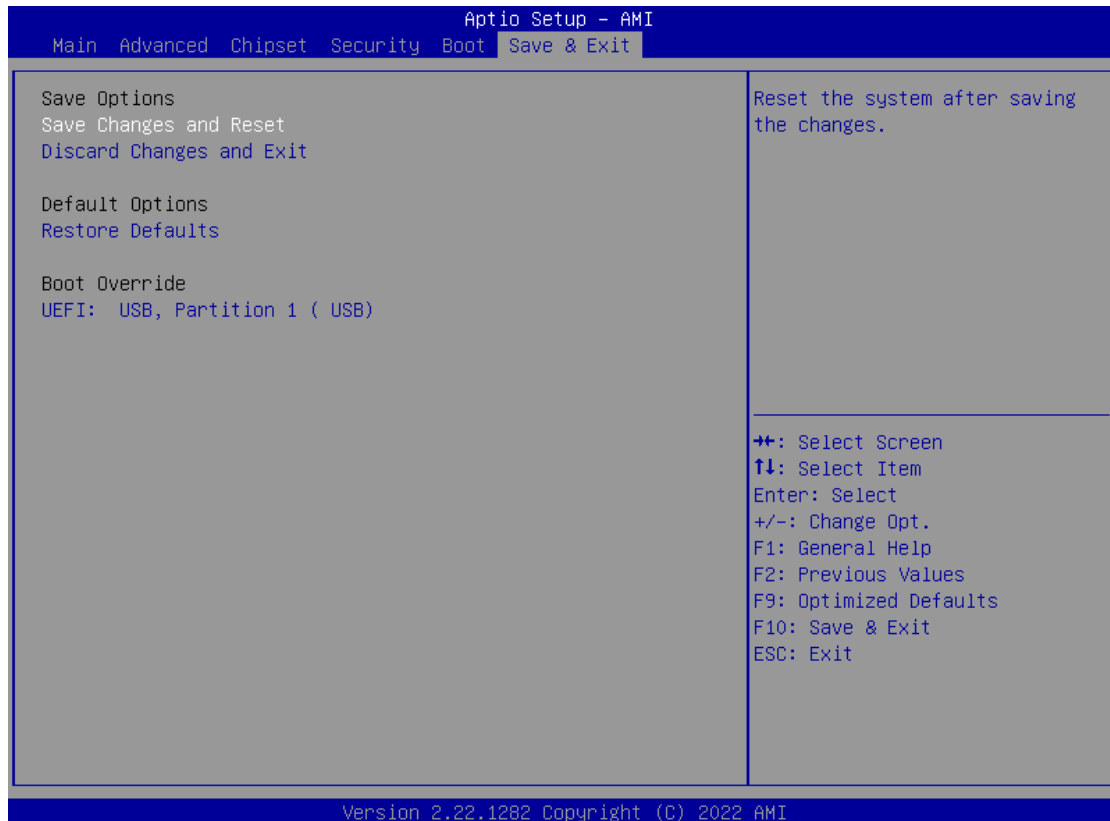 Aptio Setup – AMI
Main Advanced Chipset Security Boot Save & Exit
Save Options
Save Changes and Reset
Discard Changes and Exit
Default Options
Restore Defaults
Boot Override
UEFI: USB, Partition 1 ( USB)
Reset the system after saving
the changes.
→←: Select Screen
↑↓: Select Item
Enter: Select
+/-: Change Opt.
F1: General Help
F2: Previous Values
F9: Optimized Defaults
F10: Save & Exit
ESC: Exit
Version 2.22.1282 Copyright (C) 2022 AMI